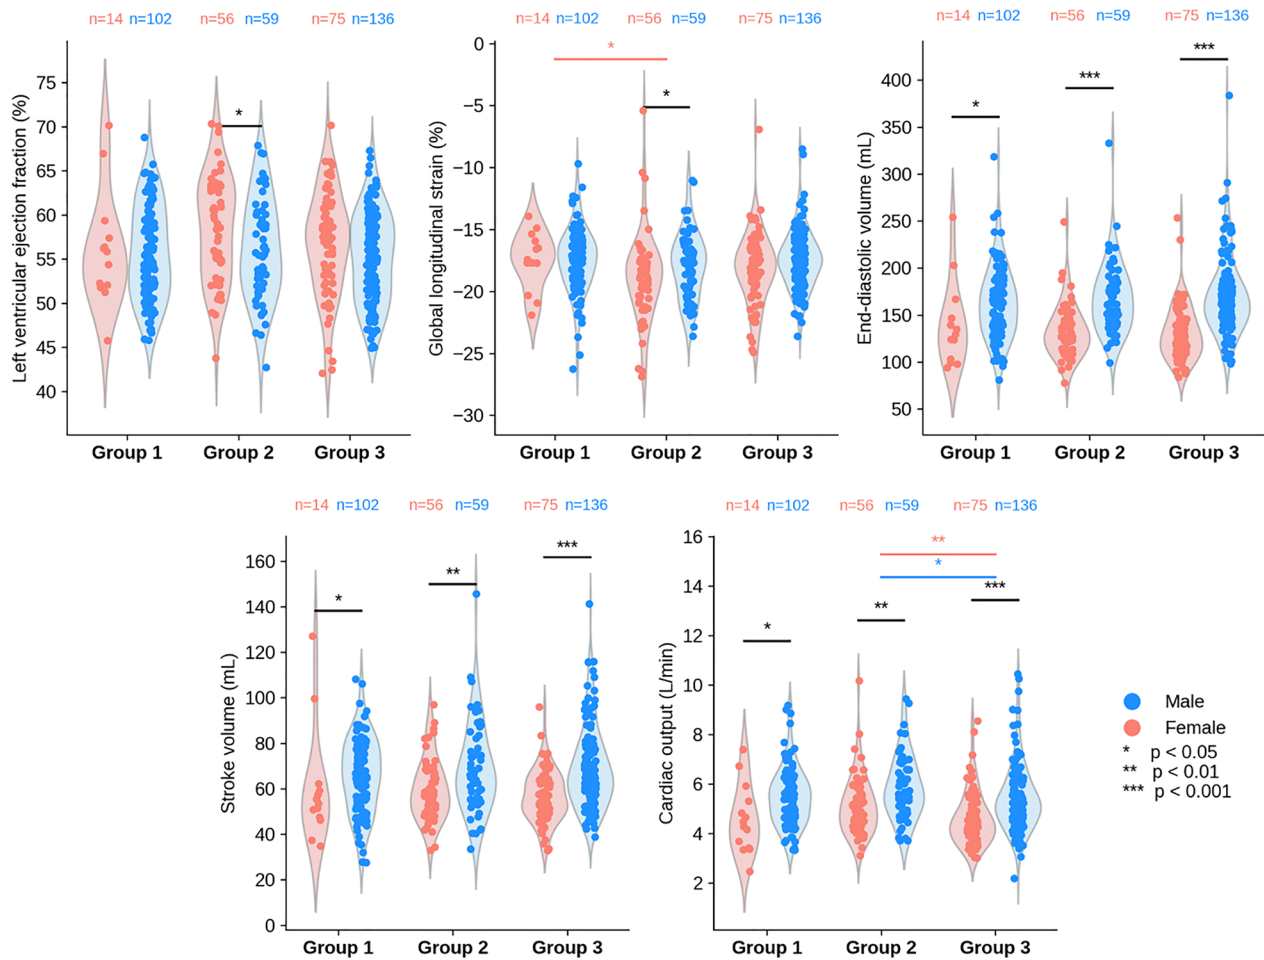 n=14 n=102 n=56 n=59 n=75 n=136
Left ventricular ejection fraction (%)
75
70
65
60
55
50
45
40
*
Group 1 Group 2 Group 3
n=14 n=102 n=56 n=59 n=75 n=136
Global longitudinal strain (%)
0
−5
−10
−15
−20
−25
−30
*
*
Group 1 Group 2 Group 3
n=14 n=102 n=56 n=59 n=75 n=136
End-diastolic volume (mL)
400
350
300
250
200
150
100
50
*
***
***
Group 1 Group 2 Group 3
n=14 n=102 n=56 n=59 n=75 n=136
Stroke volume (mL)
160
140
120
100
80
60
40
20
0
*
**
***
Group 1 Group 2 Group 3
n=14 n=102 n=56 n=59 n=75 n=136
Cardiac output (L/min)
16
14
12
10
8
6
4
2
**
*
***
**
*
Group 1 Group 2 Group 3
Male
Female
* p < 0.05
** p < 0.01
*** p < 0.001